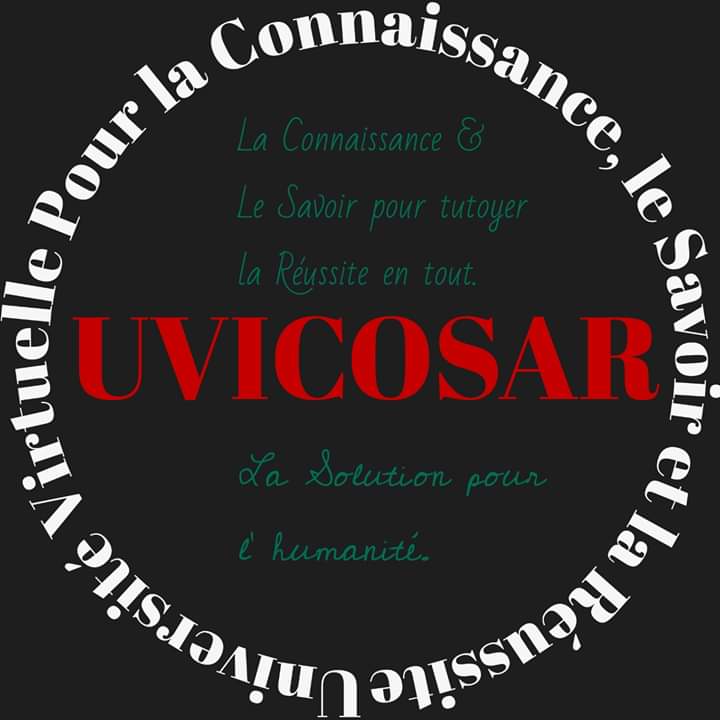 Université Virtuelle Pour la Connaissance, le Savoir et la Réussite
La Connaissance &
Le Savoir pour tutoyer
la Réussite en tout.
UVICOSAR
La Solution pour
l' humanité.